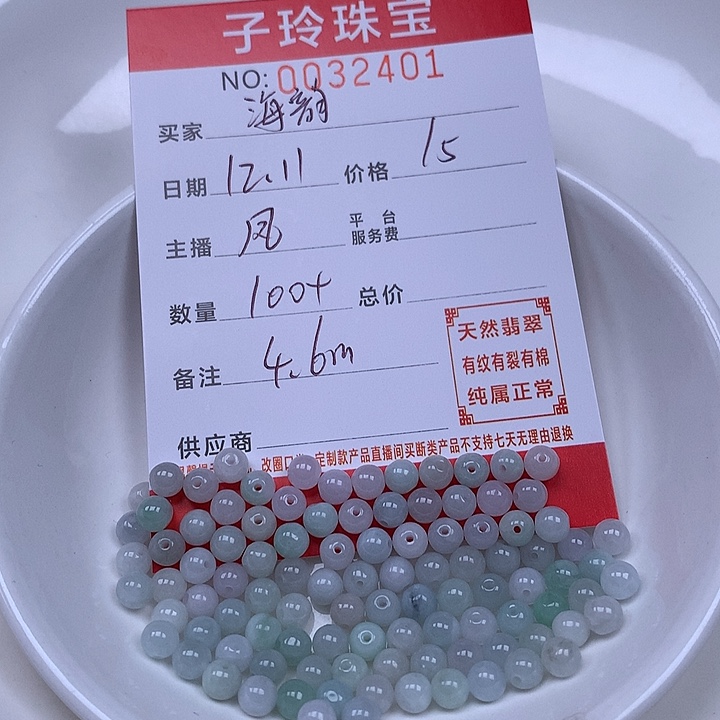 子玲珠宝
NO:0032401
买家 海韵
日期 12.11 价格 15
主播 风
平台
服务费
数量 100+ 总价
备注 4.6m
天然翡翠
有纹有裂有棉
纯属正常
供应商
改圈口 定制款产品直播间买断类产品不支持七天无理由退换